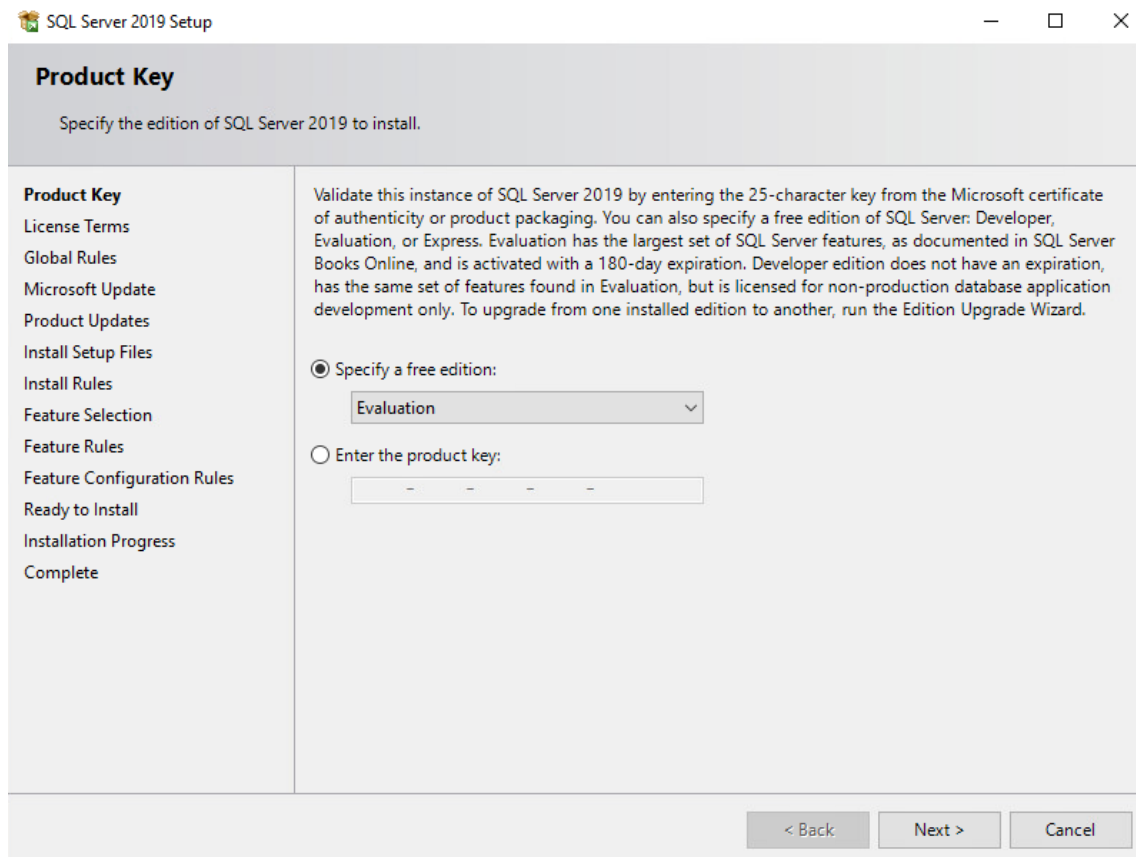 SQL Server 2019 Setup
Product Key
Specify the edition of SQL Server 2019 to install.
Product Key
License Terms
Global Rules
Microsoft Update
Product Updates
Install Setup Files
Install Rules
Feature Selection
Feature Rules
Feature Configuration Rules
Ready to Install
Installation Progress
Complete
Validate this instance of SQL Server 2019 by entering the 25-character key from the Microsoft certificate
of authenticity or product packaging. You can also specify a free edition of SQL Server: Developer,
Evaluation, or Express. Evaluation has the largest set of SQL Server features, as documented in SQL Server
Books Online, and is activated with a 180-day expiration. Developer edition does not have an expiration,
has the same set of features found in Evaluation, but is licensed for non-production database application
development only. To upgrade from one installed edition to another, run the Edition Upgrade Wizard.
Specify a free edition:
Evaluation
Enter the product key:
- - - -
< Back Next > Cancel